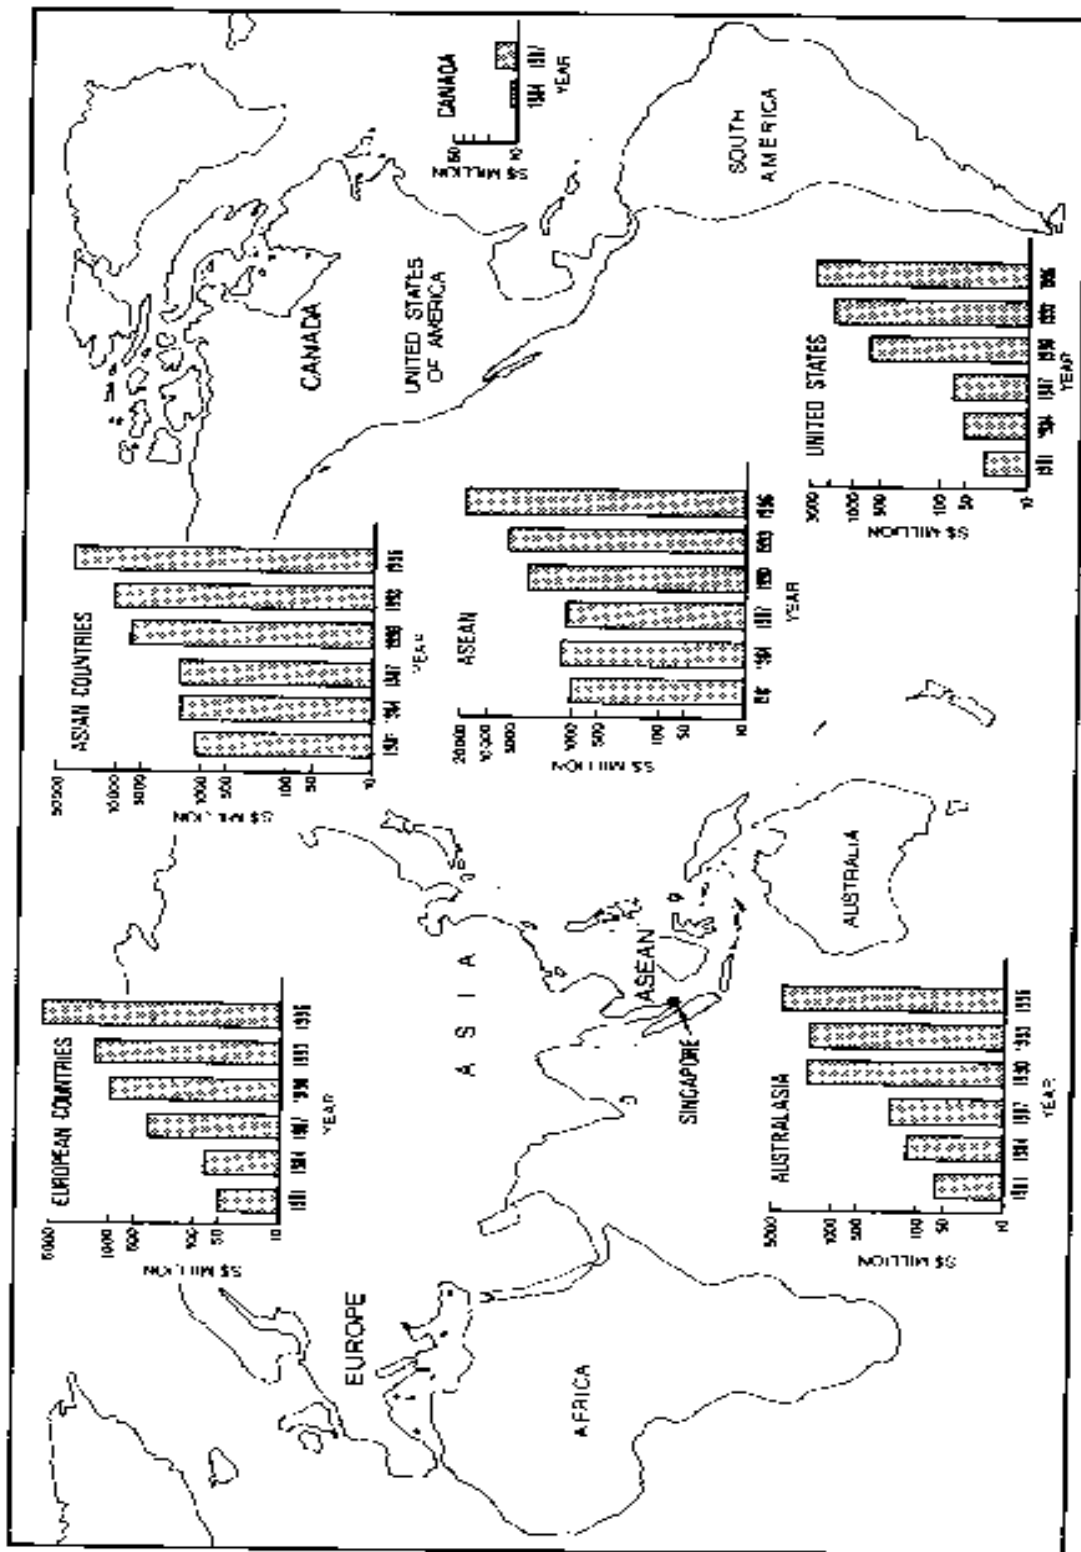 EUROPEAN COUNTRIES
S$ MILLION
5000
1000
500
100
50
10
1981 1984 1987 1990 1993 1996
YEAR
ASIAN COUNTRIES
S$ MILLION
50000
10000
5000
1000
500
100
50
10
1981 1984 1987 1990 1993 1996
YEAR
CANADA
UNITED STATES
OF AMERICA
CANADA
S$ MILLION
50
10
1984 1987
YEAR
EUROPE
ASIA
ASEAN
S$ MILLION
20000
10000
5000
1000
500
100
50
10
1981 1984 1987 1990 1993 1996
YEAR
AFRICA
SINGAPORE
ASEAN
AUSTRALIA
SOUTH
AMERICA
AUSTRALASIA
S$ MILLION
5000
1000
500
100
50
10
1981 1984 1987 1990 1993 1996
YEAR
UNITED STATES
S$ MILLION
3000
1000
500
100
50
10
1981 1984 1987 1990 1993 1996
YEAR